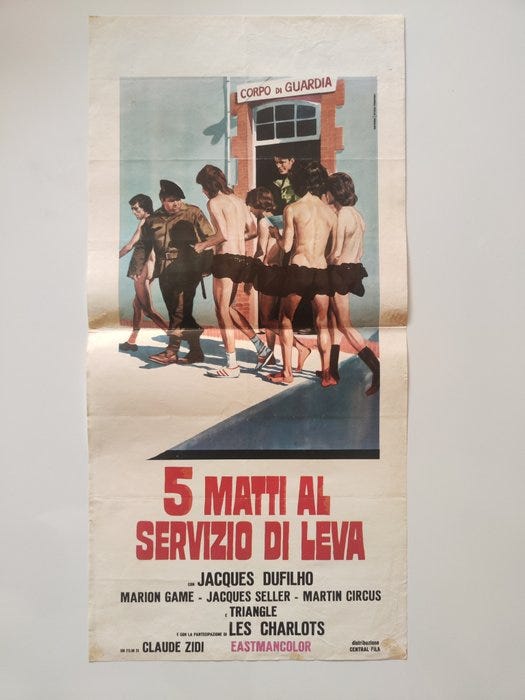 CORPO DI GUARDIA
5 MATTI AL
SERVIZIO DI LEVA
CON JACQUES DUFILHO
MARION GAME - JACQUES SELLER - MARTIN CIRCUS
E TRIANGLE
E CON LA PARTECIPAZIONE DI LES CHARLOTS
UN FILM DI CLAUDE ZIDI EASTMANCOLOR distribuzione CENTRAL FILA